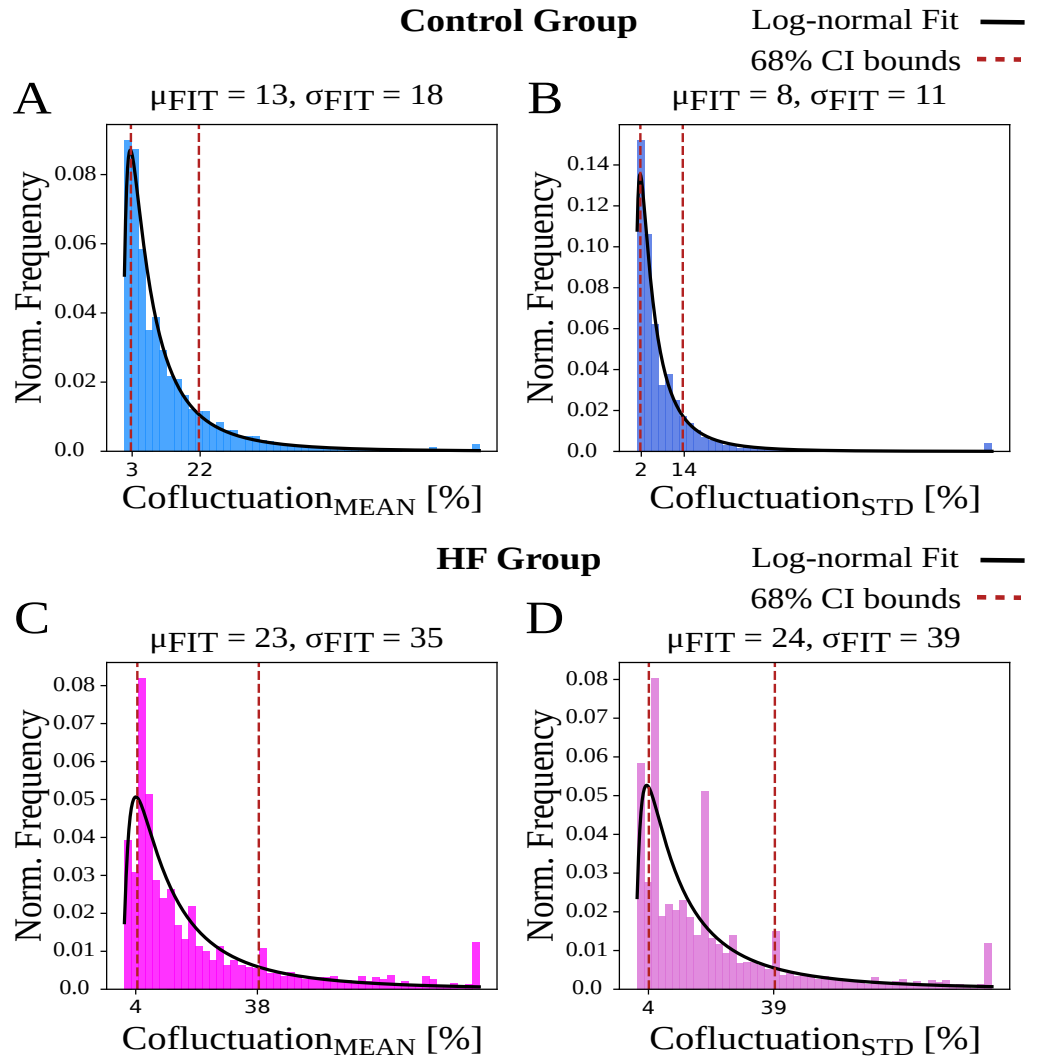 Control Group
Log-normal Fit
68% CI bounds
A
μFIT = 13, σFIT = 18
Norm. Frequency
0.08
0.06
0.04
0.02
0.0
3
22
CofluctuationMEAN [%]
B
μFIT = 8, σFIT = 11
Norm. Frequency
0.14
0.12
0.10
0.08
0.06
0.04
0.02
0.0
2
14
CofluctuationSTD [%]
HF Group
Log-normal Fit
68% CI bounds
C
μFIT = 23, σFIT = 35
Norm. Frequency
0.08
0.07
0.06
0.05
0.04
0.03
0.02
0.01
0.0
4
38
CofluctuationMEAN [%]
D
μFIT = 24, σFIT = 39
Norm. Frequency
0.08
0.07
0.06
0.05
0.04
0.03
0.02
0.01
0.0
4
39
CofluctuationSTD [%]